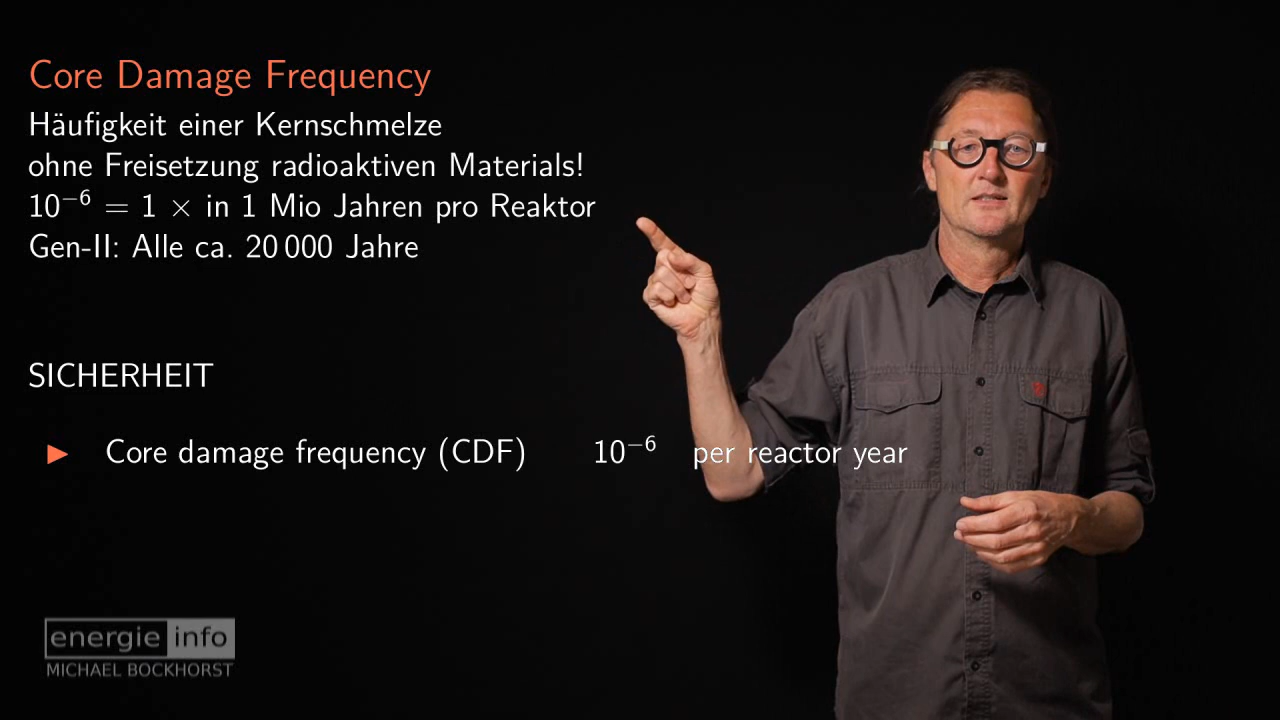 Core Damage Frequency
Häufigkeit einer Kernschmelze
ohne Freisetzung radioaktiven Materials!
10⁻⁶ = 1 × in 1 Mio Jahren pro Reaktor
Gen-II: Alle ca. 20 000 Jahre
SICHERHEIT
► Core damage frequency (CDF) 10⁻⁶ per reactor year
energie info
MICHAEL BOCKHORST